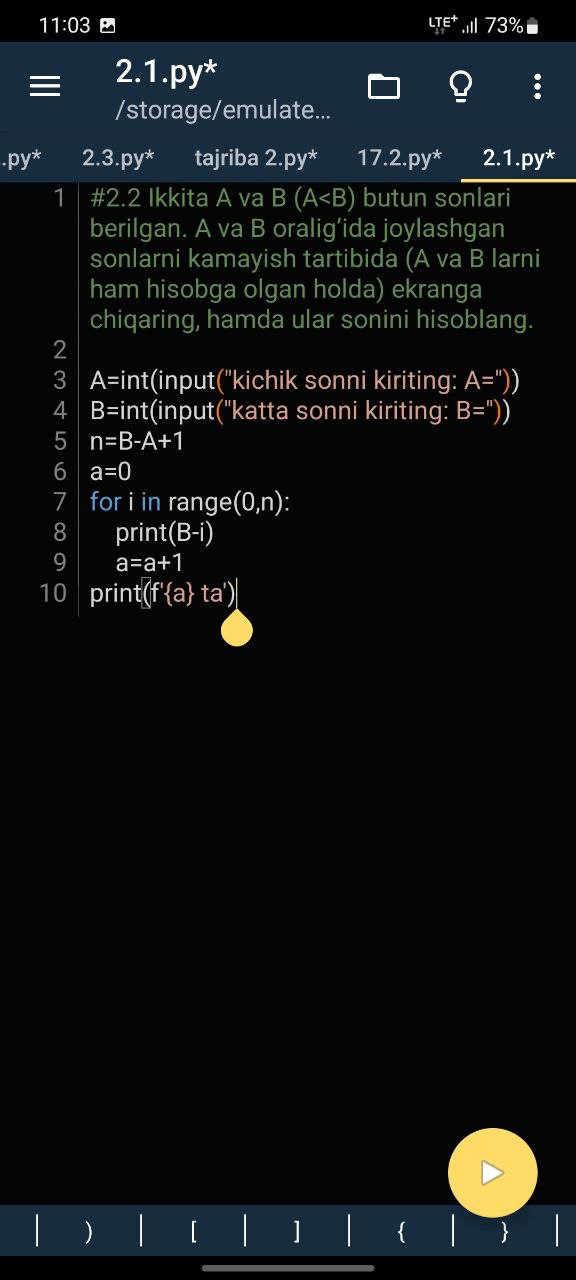 11:03 LTE+ 73%
2.1.py*
/storage/emulate...
.py* 2.3.py* tajriba 2.py* 17.2.py* 2.1.py*
1 #2.2 Ikkita A va B (A<B) butun sonlari
berilgan. A va B oralig’ida joylashgan
sonlarni kamayish tartibida (A va B larni
ham hisobga olgan holda) ekranga
chiqaring, hamda ular sonini hisoblang.
2
3 A=int(input("kichik sonni kiriting: A="))
4 B=int(input("katta sonni kiriting: B="))
5 n=B-A+1
6 a=0
7 for i in range(0,n):
8     print(B-i)
9     a=a+1
10 print(f'{a} ta')
| ) | [ | ] | { | } |